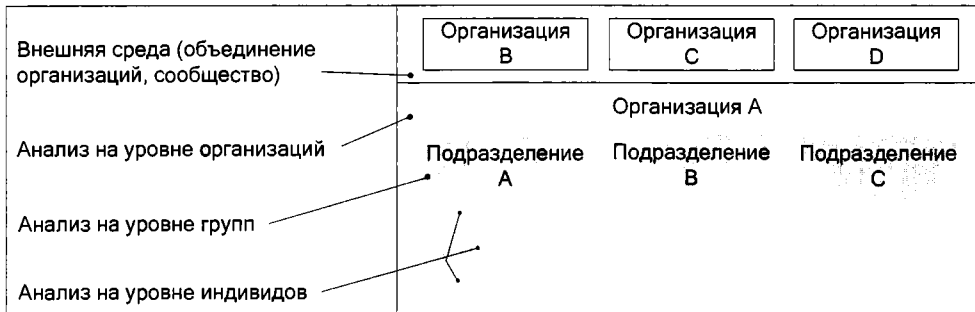 Внешняя среда (объединение
организаций, сообщество)
Анализ на уровне организаций
Анализ на уровне групп
Анализ на уровне индивидов
Организация
B
Организация
C
Организация
D
Организация A
Подразделение
A
Подразделение
B
Подразделение
C